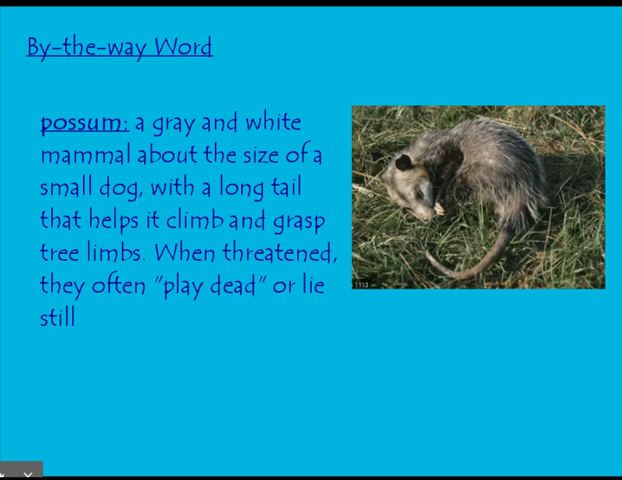 By-the-way Word
possum: a gray and white
mammal about the size of a
small dog, with a long tail
that helps it climb and grasp
tree limbs. When threatened,
they often "play dead" or lie
still
1113